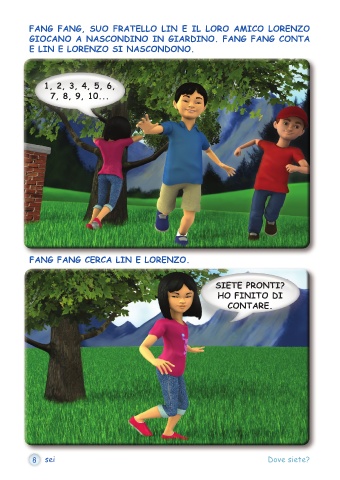 FANG FANG, SUO FRATELLO LIN E IL LORO AMICO LORENZO
GIOCANO A NASCONDINO IN GIARDINO. FANG FANG CONTA
E LIN E LORENZO SI NASCONDONO.
1, 2, 3, 4, 5, 6,
7, 8, 9, 10...
FANG FANG CERCA LIN E LORENZO.
SIETE PRONTI?
HO FINITO DI
CONTARE.
8 sei Dove siete?